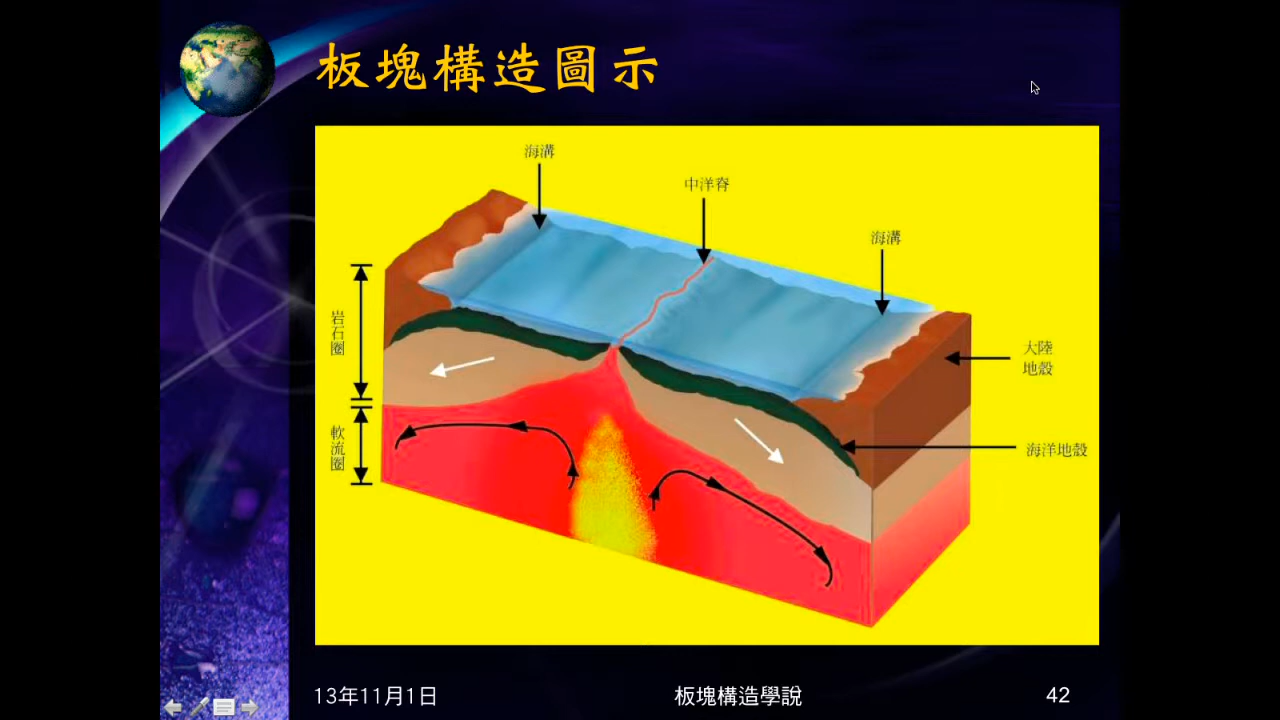 板塊構造圖示
海溝
中洋脊
海溝
岩石圈
大陸
地殼
軟流圈
海洋地殼
13年11月1日
板塊構造學說
42